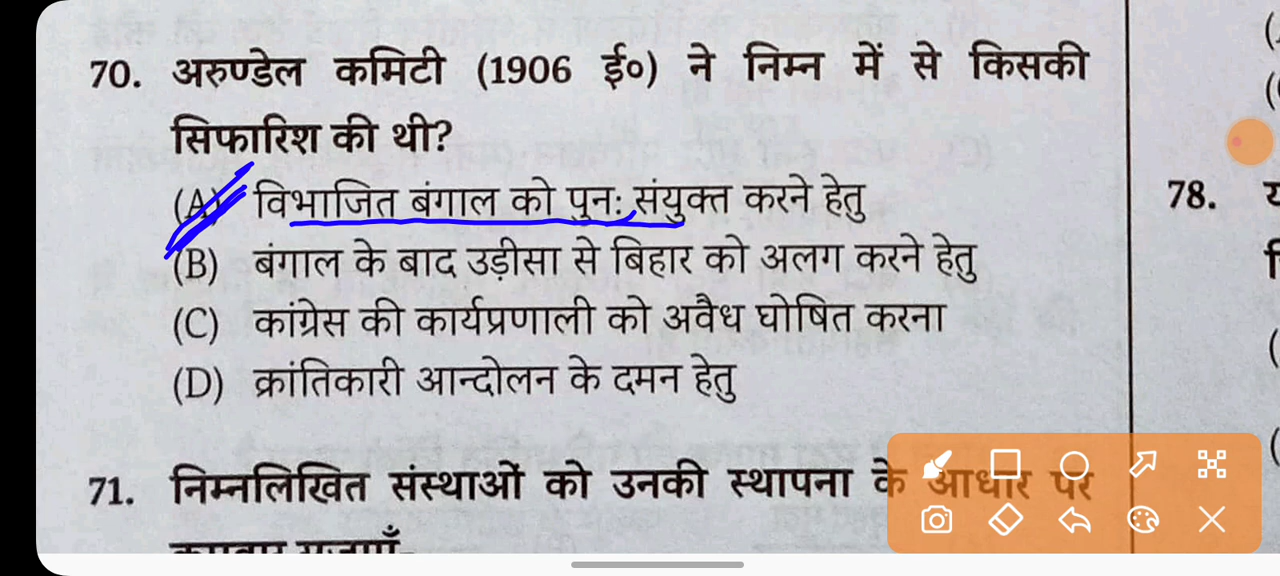 70. अरुण्डेल कमिटी (1906 ई०) ने निम्न में से किसकी
सिफारिश की थी?
(A) विभाजित बंगाल को पुनः संयुक्त करने हेतु
(B) बंगाल के बाद उड़ीसा से बिहार को अलग करने हेतु
(C) कांग्रेस की कार्यप्रणाली को अवैध घोषित करना
(D) क्रांतिकारी आन्दोलन के दमन हेतु
71. निम्नलिखित संस्थाओं को उनकी स्थापना के आधार पर
78.